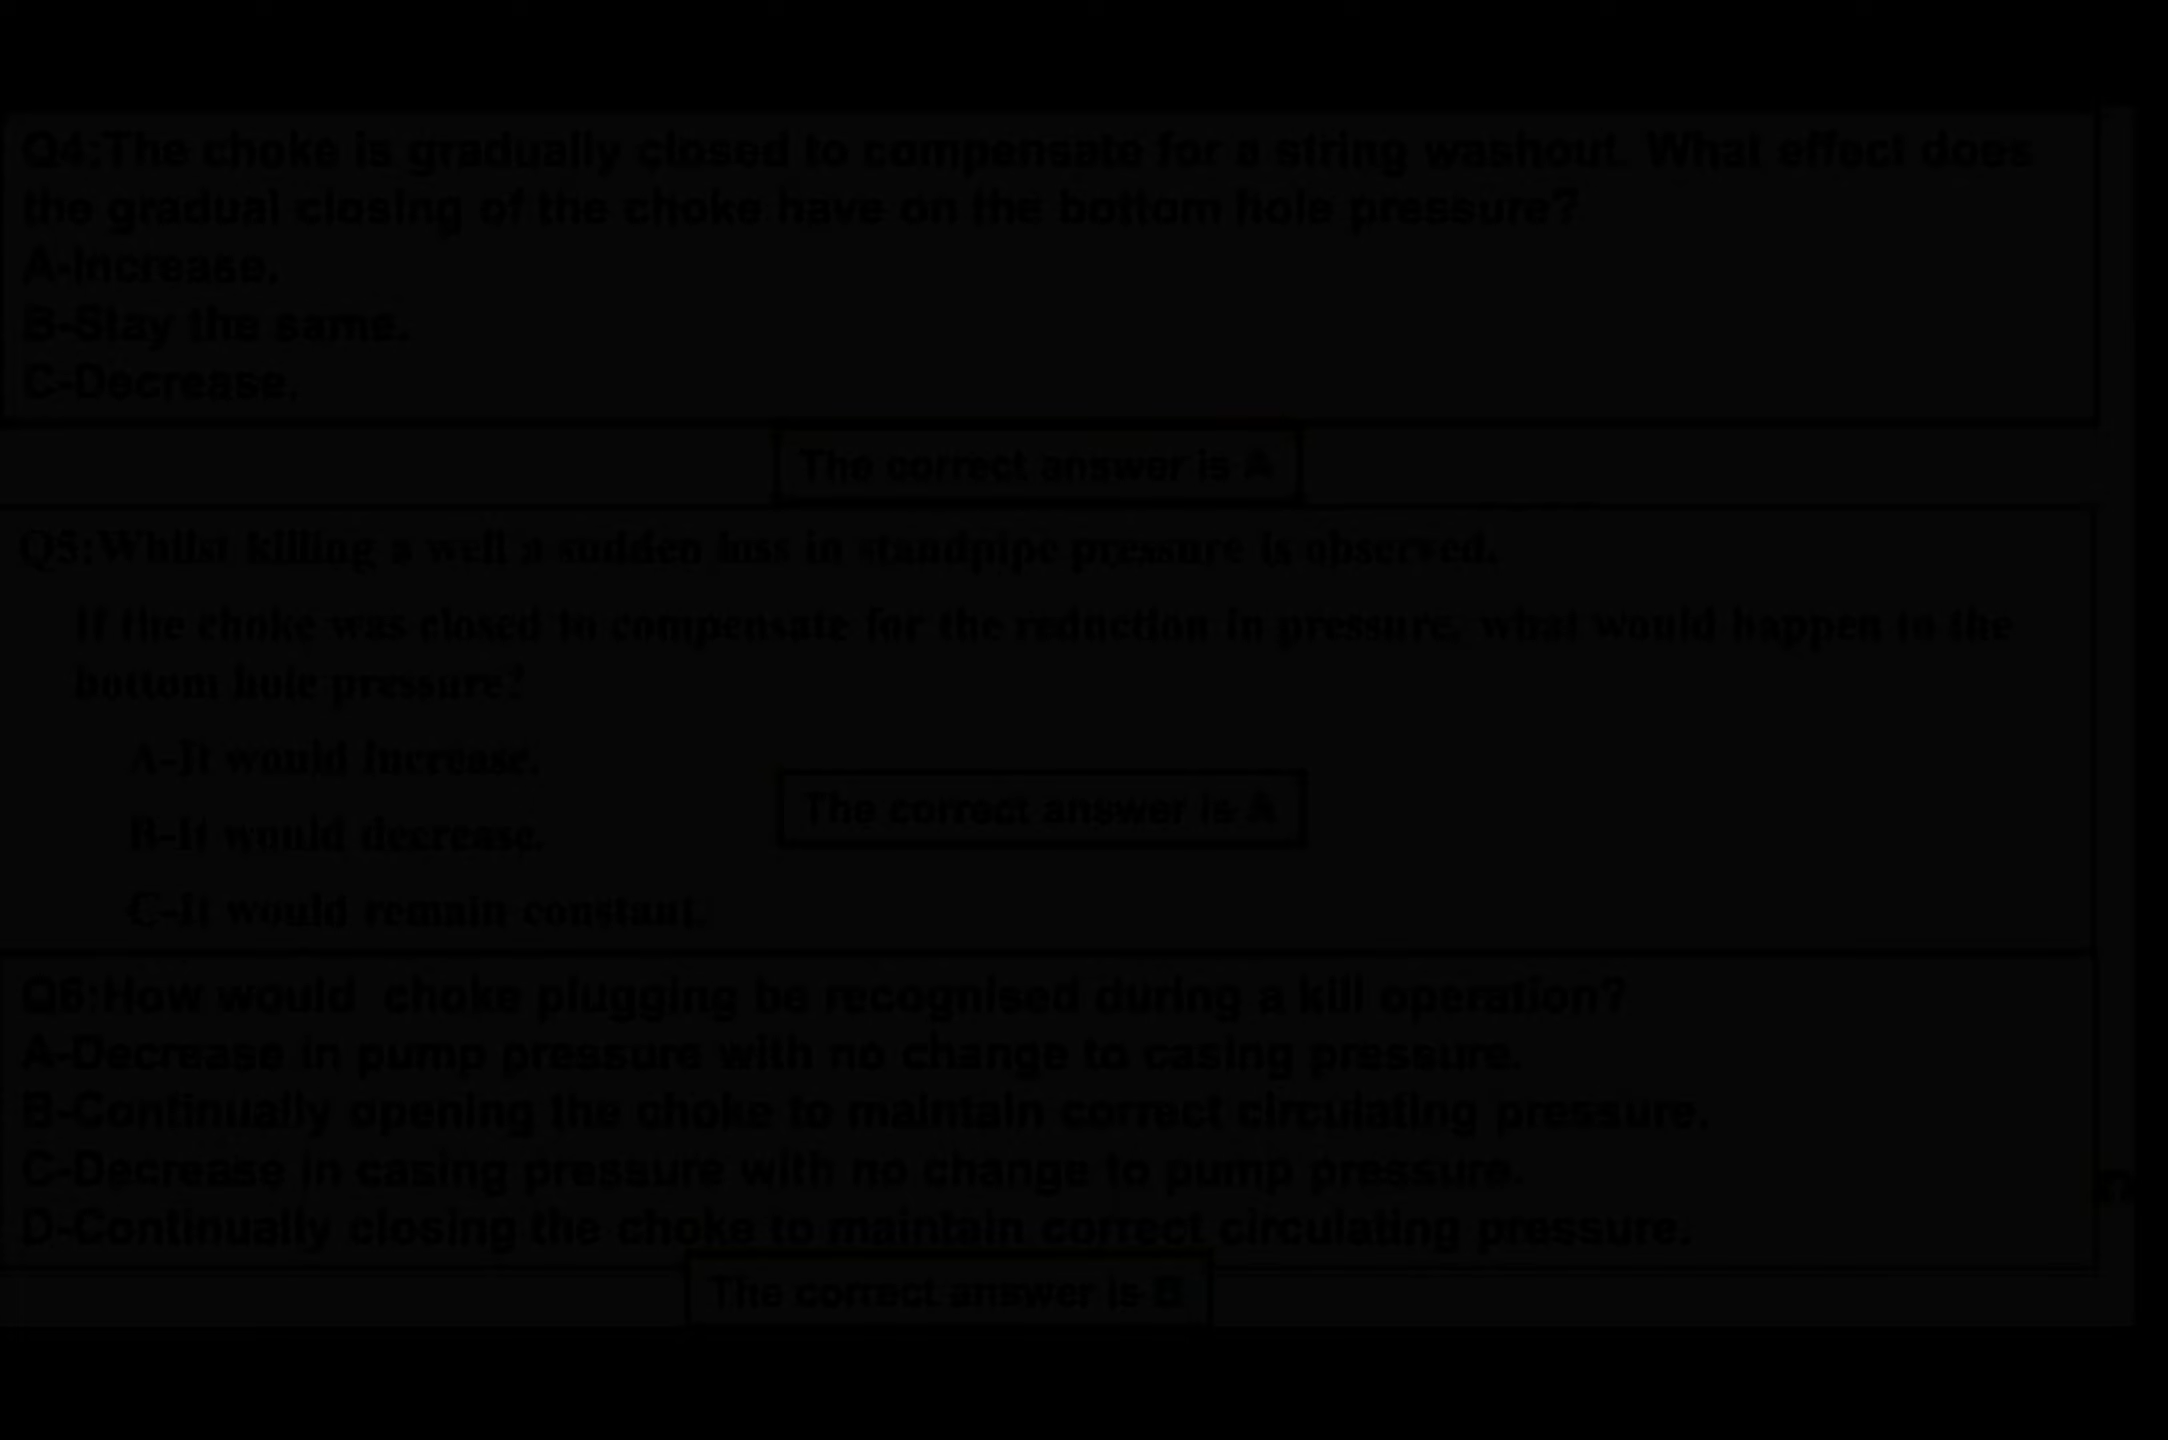 Q4:The choke is gradually closed to compensate for a string washout. What effect does
the gradual closing of the choke have on the bottom hole pressure?
A-Increase.
B-Stay the same.
C-Decrease.
The correct answer is A
Q5:Whilst killing a well a sudden loss in standpipe pressure is observed.
If the choke was closed to compensate for the reduction in pressure, what would happen to the
bottom hole pressure?
A-It would increase.
The correct answer is A
B-It would decrease.
C-It would remain constant.
Q6:How would choke plugging be recognised during a kill operation?
A-Decrease in pump pressure with no change to casing pressure.
B-Continually opening the choke to maintain correct circulating pressure.
C-Decrease in casing pressure with no change to pump pressure.
D-Continually closing the choke to maintain correct circulating pressure.
The correct answer is B